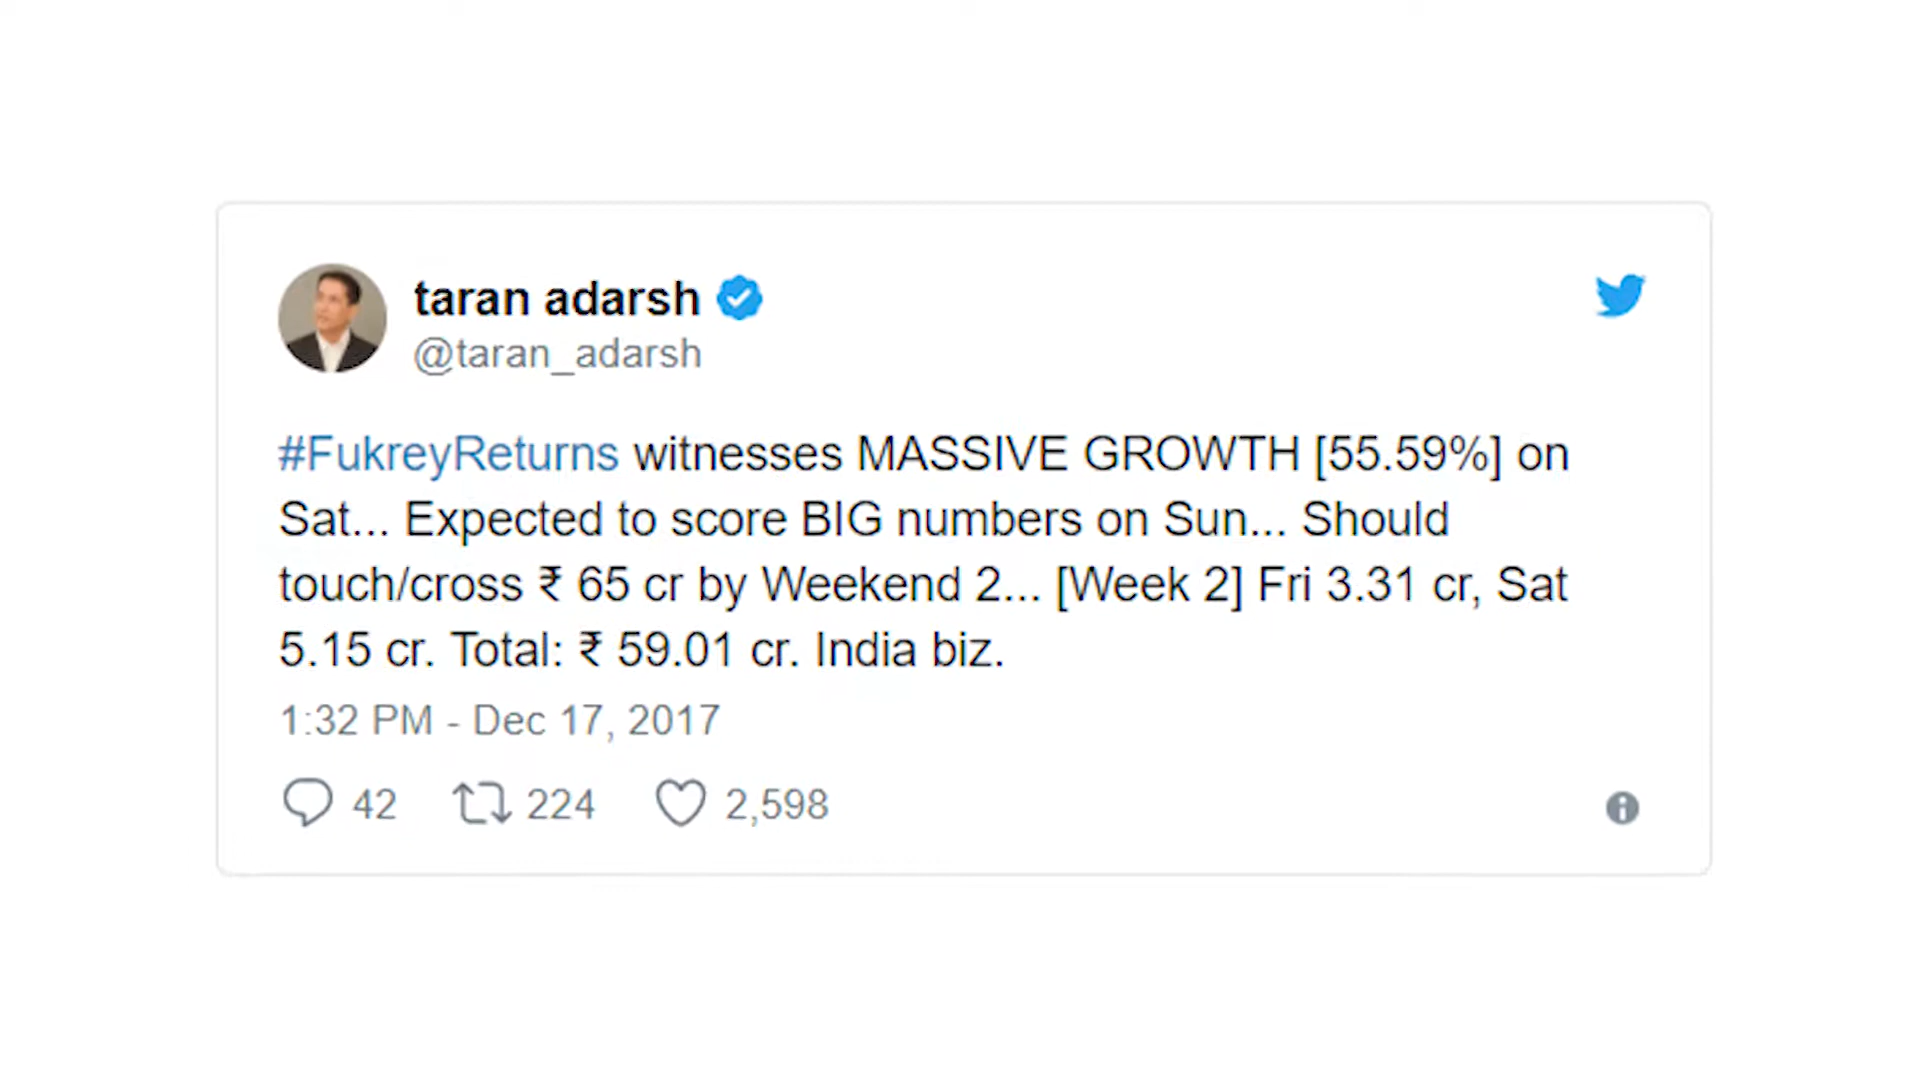 taran adarsh
@taran_adarsh
#FukreyReturns witnesses MASSIVE GROWTH [55.59%] on
Sat... Expected to score BIG numbers on Sun... Should
touch/cross ₹ 65 cr by Weekend 2... [Week 2] Fri 3.31 cr, Sat
5.15 cr. Total: ₹ 59.01 cr. India biz.
1:32 PM - Dec 17, 2017
42 224 2,598